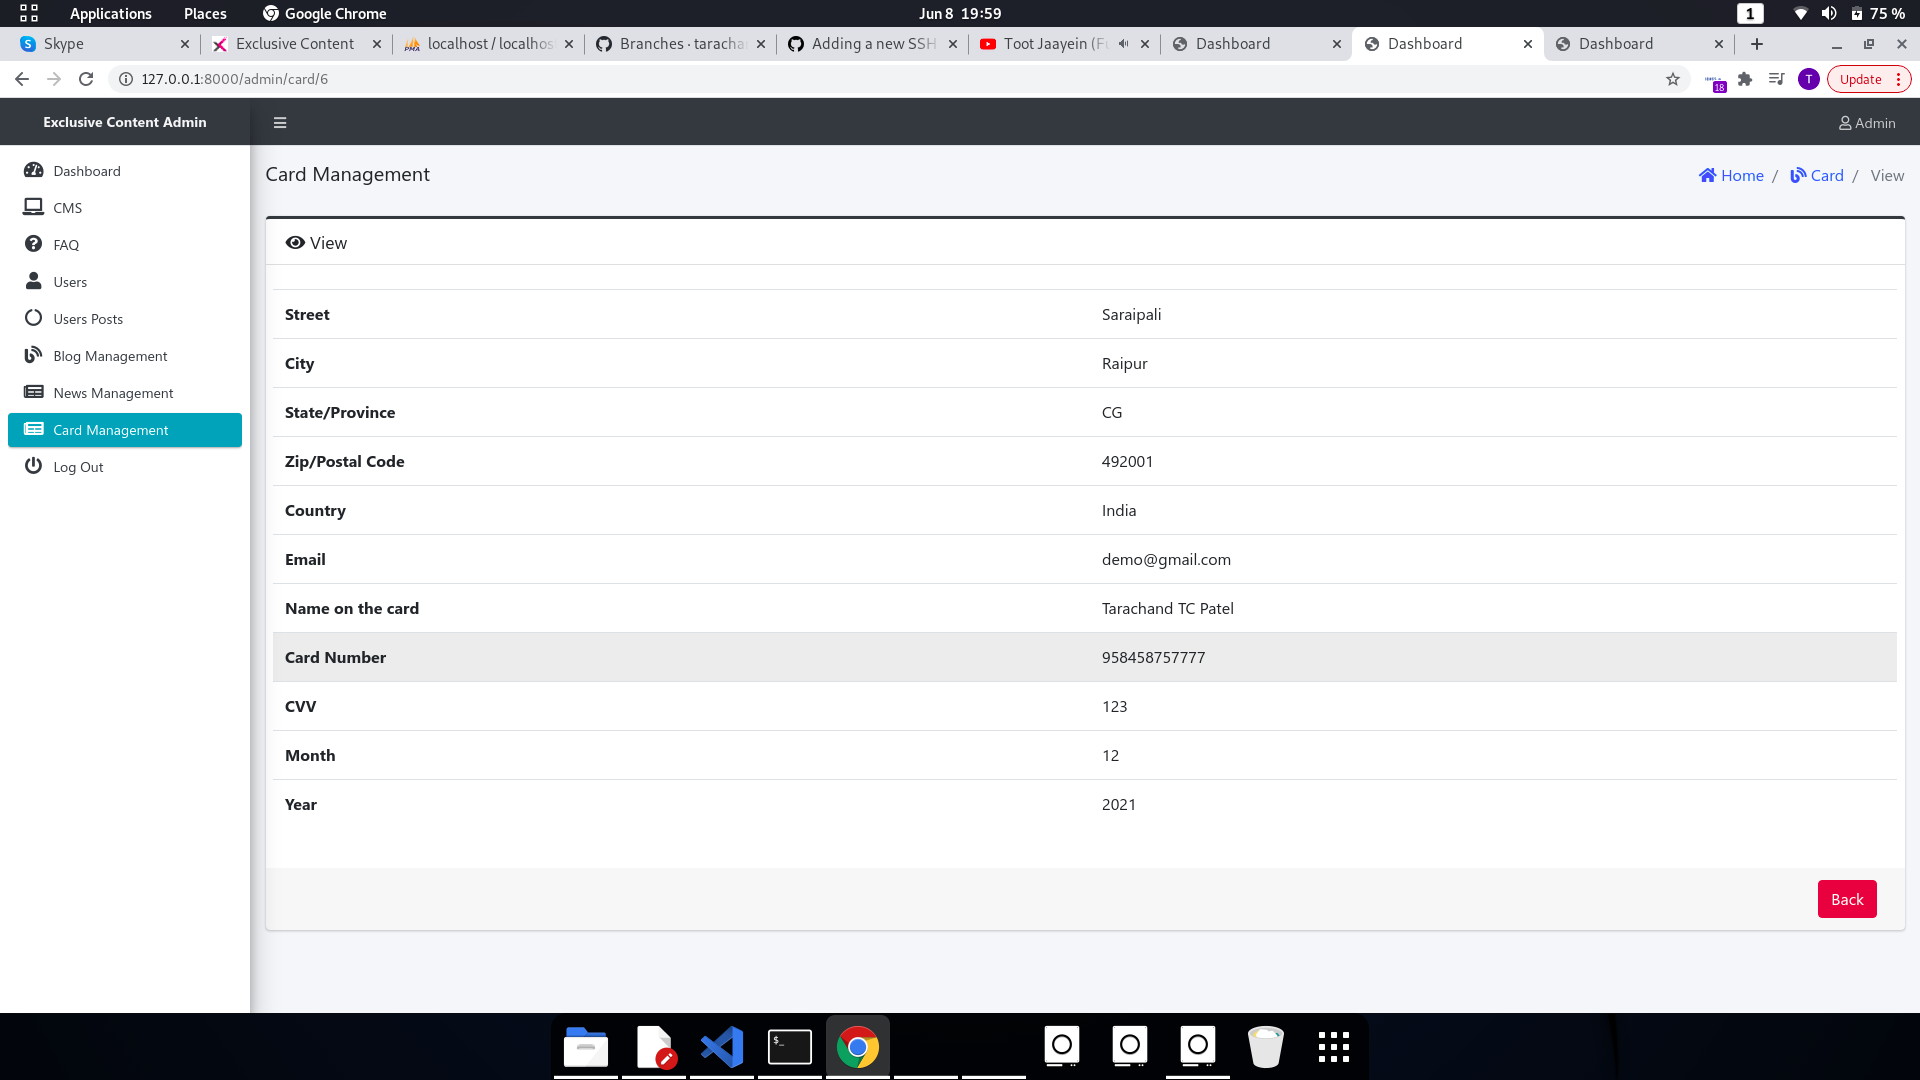 Applications Places Google Chrome Jun 8 19:59 1 75 %
Skype Exclusive Content localhost / localhos Branches · taracha Adding a new SSH Toot Jaayein (Fu Dashboard Dashboard Dashboard
127.0.0.1:8000/admin/card/6 18 T Update
Exclusive Content Admin Admin
Card Management Home / Card / View
Dashboard
CMS
FAQ
Users
Users Posts
Blog Management
News Management
Card Management
Log Out
View
Street Saraipali
City Raipur
State/Province CG
Zip/Postal Code 492001
Country India
Email demo@gmail.com
Name on the card Tarachand TC Patel
Card Number 958458757777
CVV 123
Month 12
Year 2021
Back